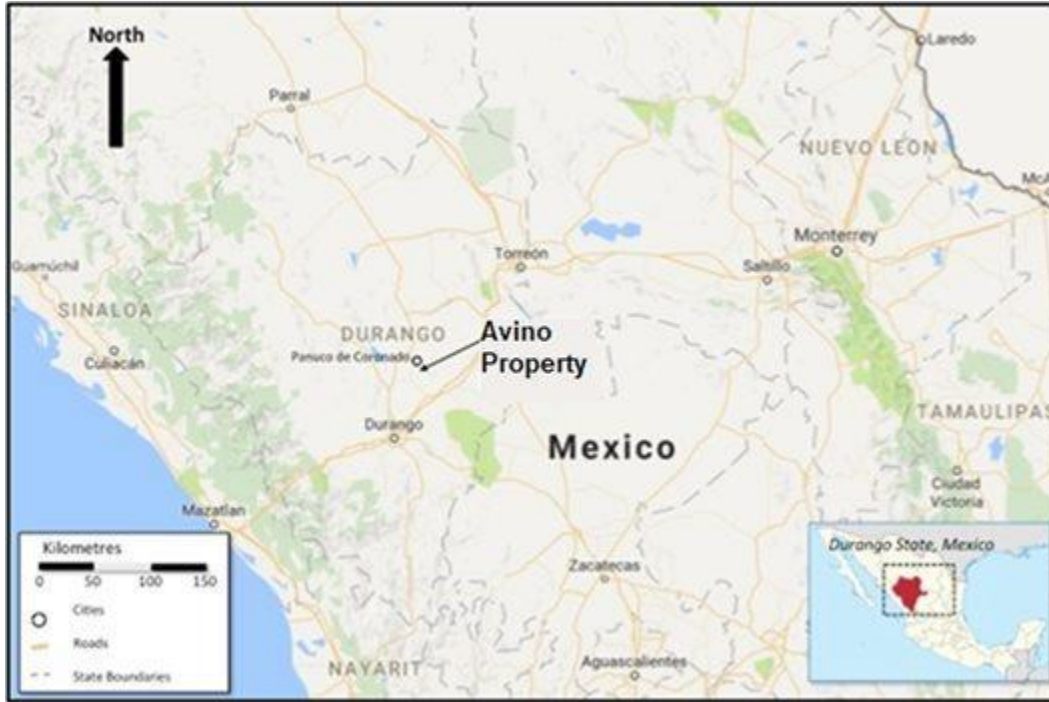 North
Laredo
Parral
NUEVO LEON
McA
Torreón
Monterrey
Saltillo
Guamúchil
SINALOA
Culiacán
DURANGO
Panuco de Coronado
Avino
Property
TAMAULIPAS
Durango
Mexico
Ciudad
Victoria
Mazatlan
Zacatecas
Aguascalientes
NAYARIT
Kilometres
0 50 100 150
Cities
Roads
State Boundaries
Durango State, Mexico